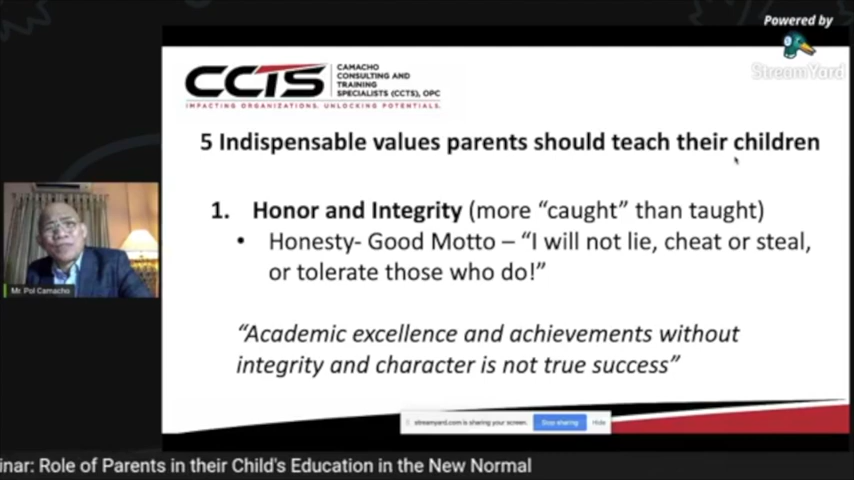 Powered by
StreamYard
CCTS
CAMACHO
CONSULTING AND
TRAINING
SPECIALISTS (CCTS), OPC
IMPACTING ORGANIZATIONS. UNLOCKING POTENTIALS.
5 Indispensable values parents should teach their children
1. Honor and Integrity (more “caught” than taught)
• Honesty- Good Motto – “I will not lie, cheat or steal,
or tolerate those who do!”
“Academic excellence and achievements without
integrity and character is not true success”
Mr. Pol Camacho
streamyard.com is sharing your screen.
Stop sharing
Hide
inar: Role of Parents in their Child's Education in the New Normal